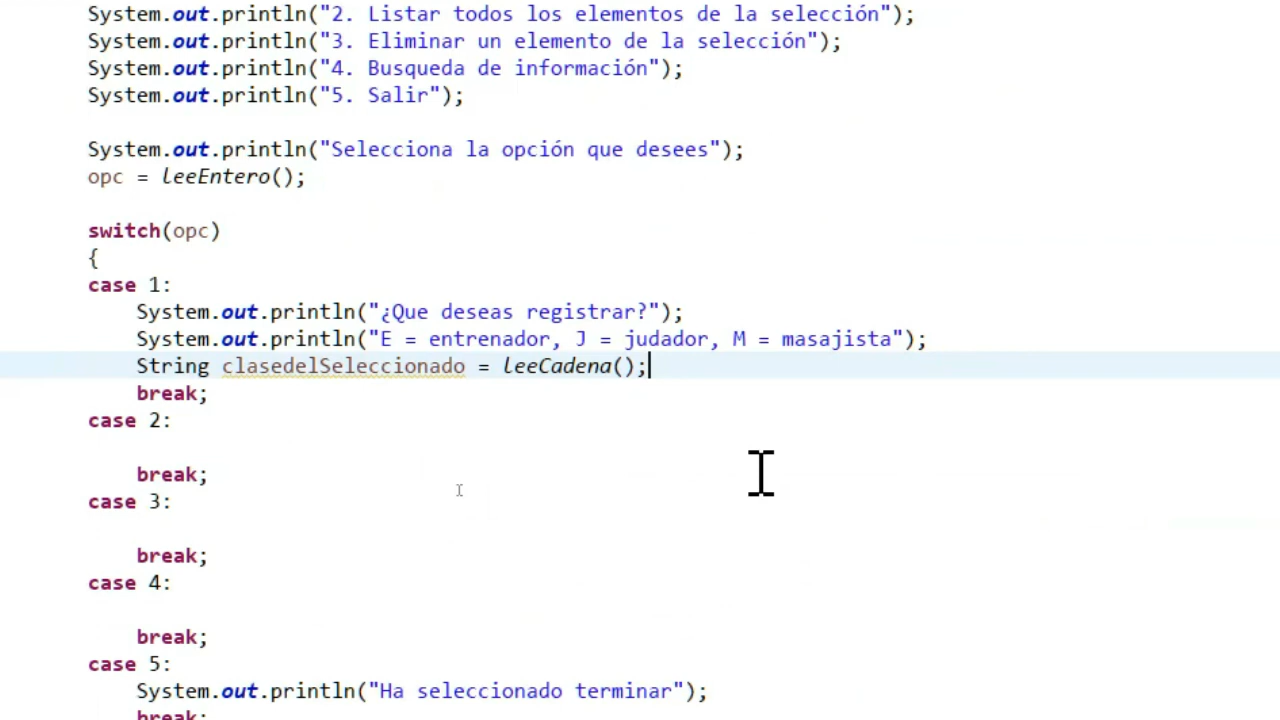 System.out.println("2. Listar todos los elementos de la selección");
System.out.println("3. Eliminar un elemento de la selección");
System.out.println("4. Busqueda de información");
System.out.println("5. Salir");
System.out.println("Selecciona la opción que desees");
opc = leeEntero();
switch(opc)
{
case 1:
System.out.println("¿Que deseas registrar?");
System.out.println("E = entrenador, J = judador, M = masajista");
String clasedelSeleccionado = leeCadena();
break;
case 2:
break;
case 3:
break;
case 4:
break;
case 5:
System.out.println("Ha seleccionado terminar");
break;